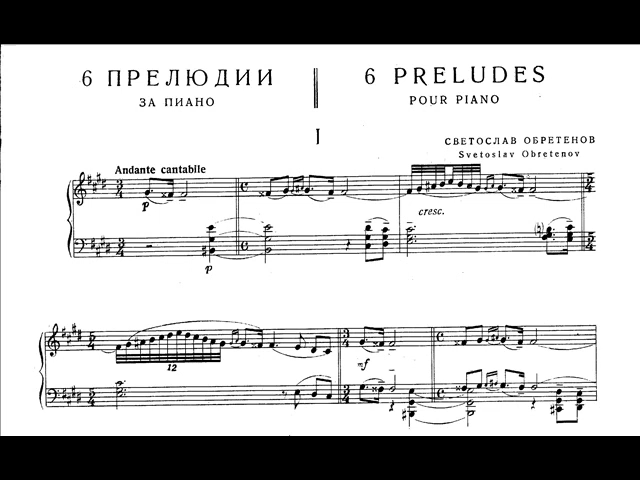 6 ПРЕЛЮДИИ
ЗА ПИАНО
6 PRELUDES
POUR PIANO
I
СВЕТОСЛАВ ОБРЕТЕНОВ
Svetoslav Obretenov
Andante cantabile
p
cresc.
p
12
mf